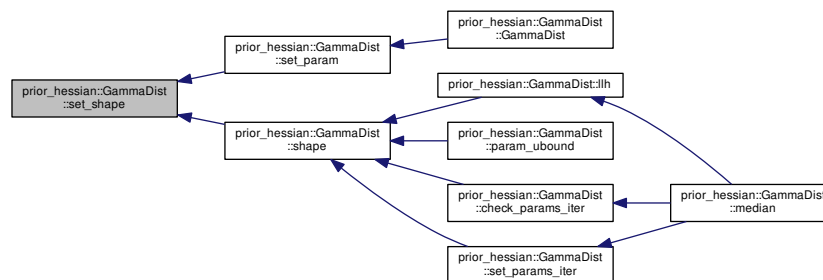 prior_hessian::GammaDist
::set_shape
prior_hessian::GammaDist
::set_param
prior_hessian::GammaDist
::GammaDist
prior_hessian::GammaDist
::shape
prior_hessian::GammaDist::llh
prior_hessian::GammaDist
::param_ubound
prior_hessian::GammaDist
::check_params_iter
prior_hessian::GammaDist
::set_params_iter
prior_hessian::GammaDist
::median